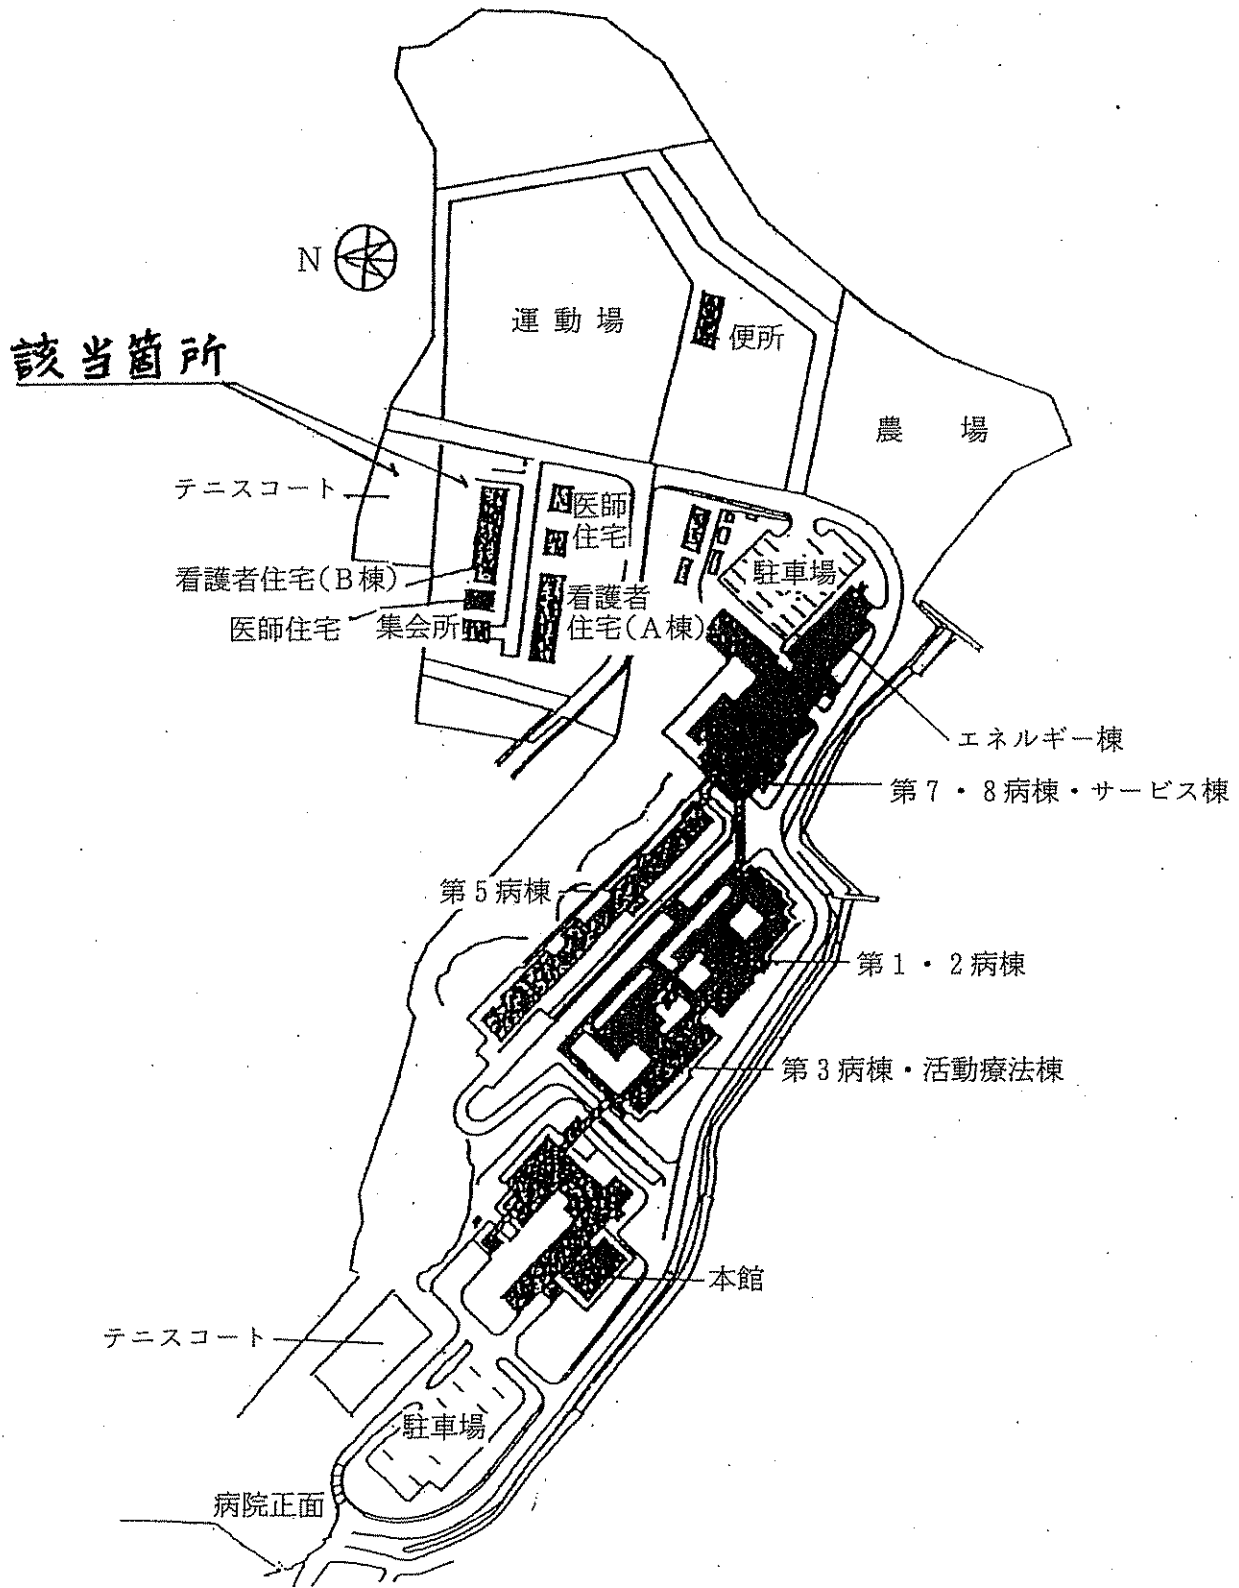 N
運動場
便所
該当箇所
農場
テニスコート
医師
住宅
駐車場
看護者住宅(B棟)
看護者
住宅(A棟)
医師住宅
集会所
エネルギー棟
第7・8病棟・サービス棟
第5病棟
第1・2病棟
第3病棟・活動療法棟
本館
テニスコート
駐車場
病院正面